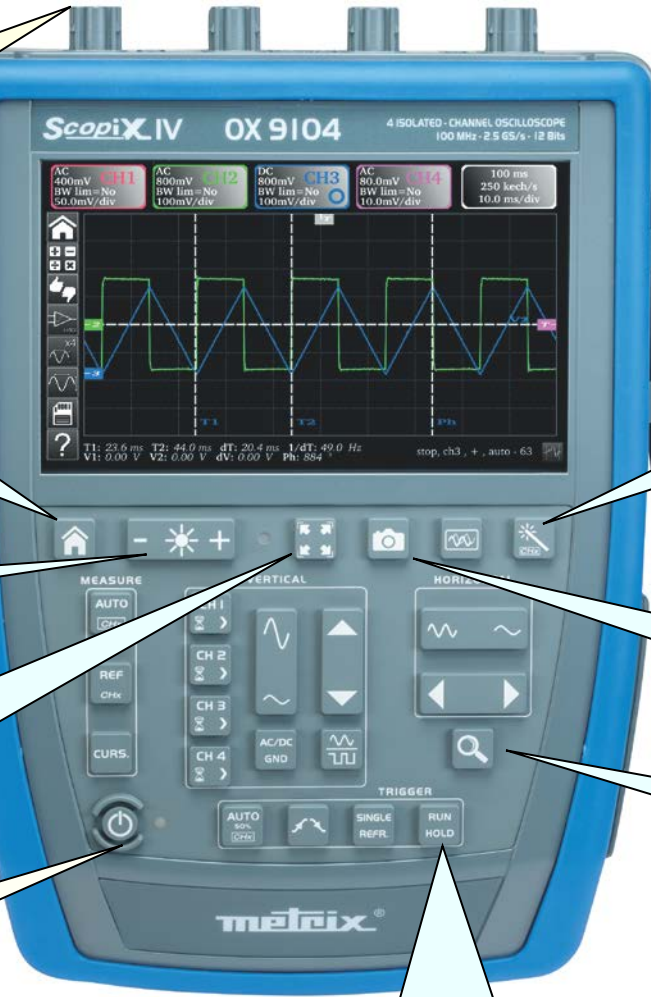 ScopiX IV OX 9104
4 ISOLATED - CHANNEL OSCILLOSCOPE
100 MHz - 2.5 GS/s - 12 Bits
AC
400mV CH1
BW lim=No
50.0mV/div
AC
800mV CH2
BW lim=No
100mV/div
DC
800mV CH3
BW lim=No
100mV/div
AC
80.0mV CH4
BW lim=No
10.0mV/div
100 ms
250 kech/s
10.0 ms/div
x4
2
3
T1
T2
Ph
?
T1: 23.6 ms T2: 44.0 ms dT: 20.4 ms 1/dT: 49.0 Hz
V1: 0.00 V V2: 0.00 V dV: 0.00 V Ph: 884 °
stop, ch3 , + , auto - 63
- +
CHx
MEASURE
VERTICAL
AUTO
CHx
REF
CHx
CURS.
CH 1
CH 2
CH 3
CH 4
AC/DC
GND
TRIGGER
AUTO
50%
CHx
SINGLE
REFR.
RUN
HOLD
metrix®